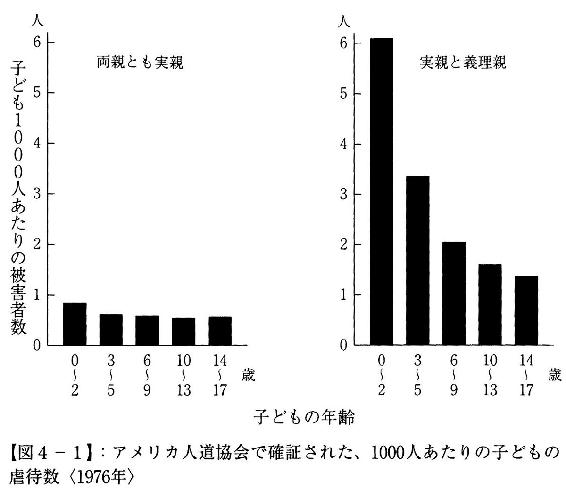 子ども1000人あたりの被害者数
人
両親とも実親
6
5
4
3
2
1
0
0〜2
3〜5
6〜9
10〜13
14〜17
歳
人
実親と義理親
6
5
4
3
2
1
0
0〜2
3〜5
6〜9
10〜13
14〜17
歳
子どもの年齢
【図4-1】：アメリカ人道協会で確証された、1000人あたりの子どもの
虐待数〈1976年〉